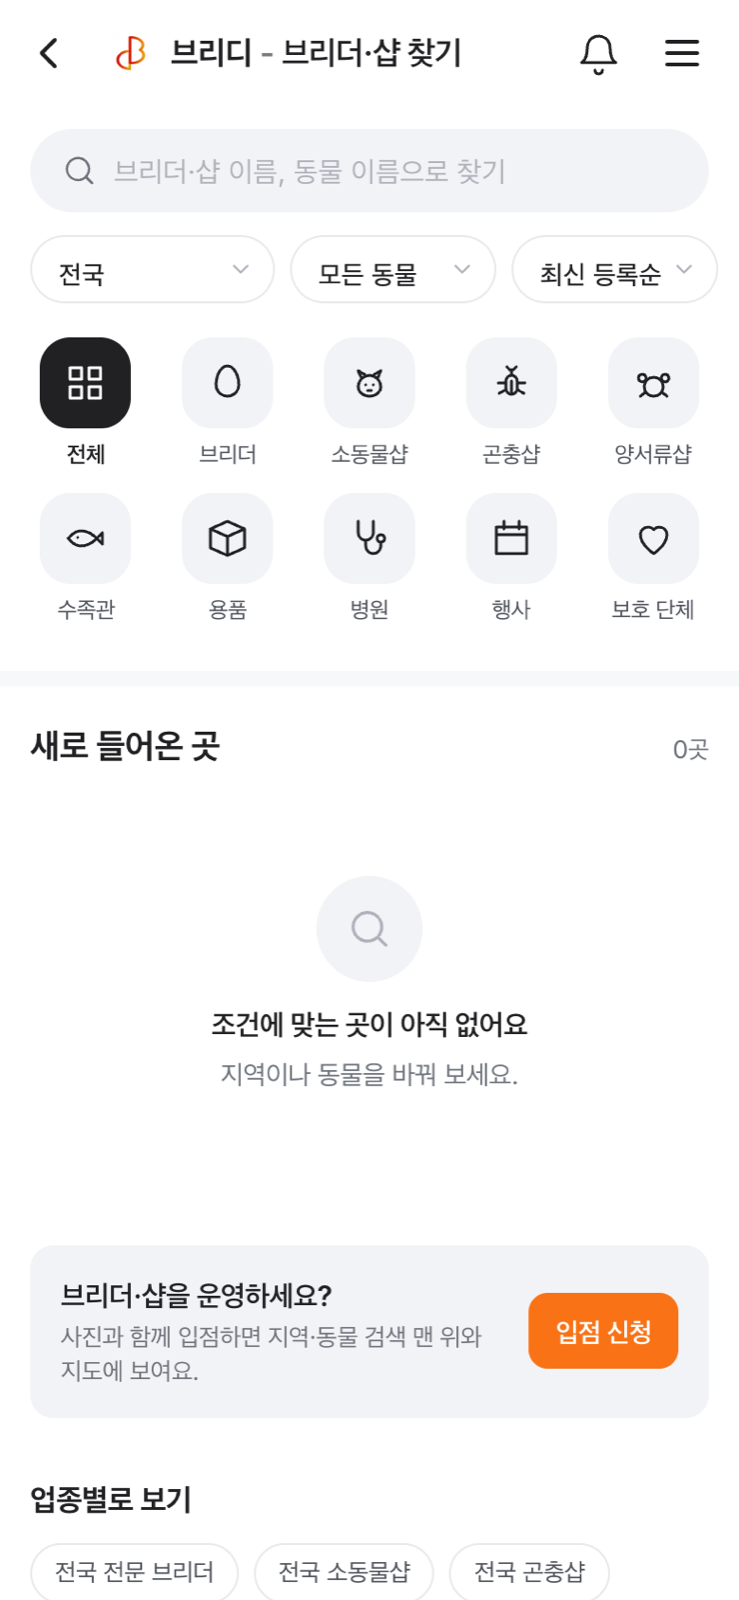 브리디 - 브리더·샵 찾기
브리더·샵 이름, 동물 이름으로 찾기
전국
모든 동물
최신 등록순
전체
브리더
소동물샵
곤충샵
양서류샵
수족관
용품
병원
행사
보호 단체
새로 들어온 곳
0곳
조건에 맞는 곳이 아직 없어요
지역이나 동물을 바꿔 보세요.
브리더·샵을 운영하세요?
사진과 함께 입점하면 지역·동물 검색 맨 위와
지도에 보여요.
입점 신청
업종별로 보기
전국 전문 브리더
전국 소동물샵
전국 곤충샵